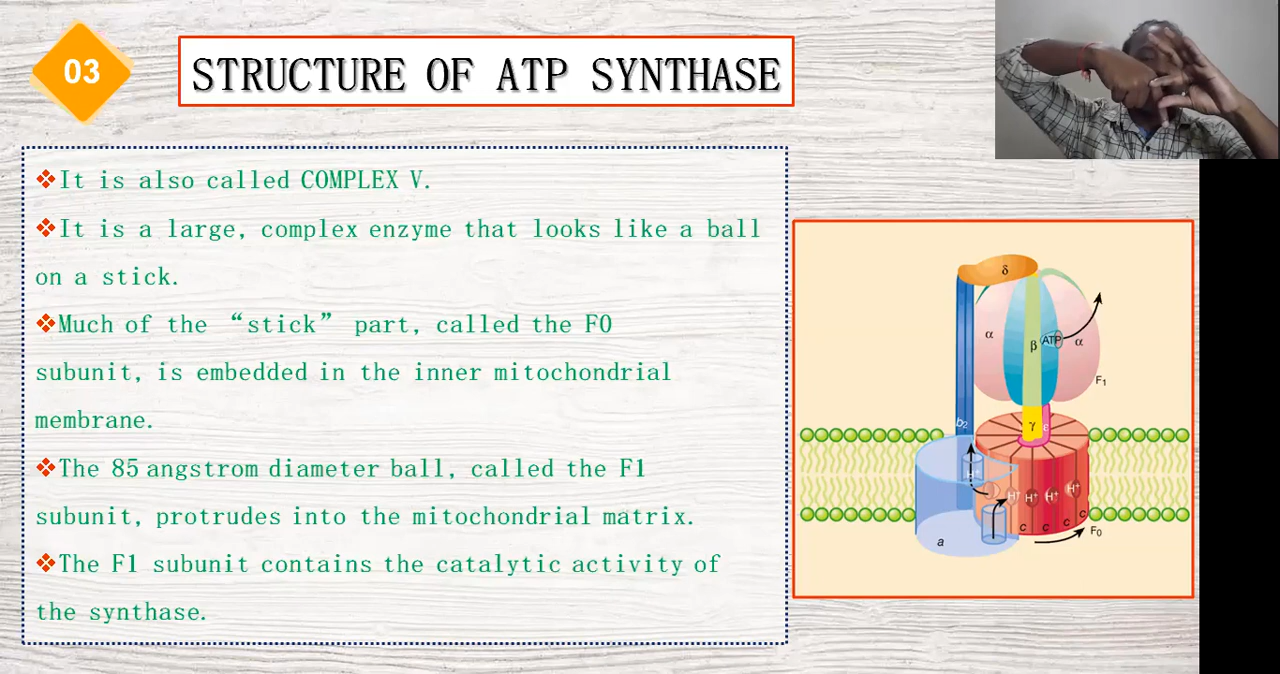 03
STRUCTURE OF ATP SYNTHASE
It is also called COMPLEX V.
It is a large, complex enzyme that looks like a ball
on a stick.
Much of the “stick” part, called the F0
subunit, is embedded in the inner mitochondrial
membrane.
The 85 angstrom diameter ball, called the F1
subunit, protrudes into the mitochondrial matrix.
The F1 subunit contains the catalytic activity of
the synthase.
δ
α
β
ATP
α
F1
b2
γ
ε
H+
H+
H+
H+
H+
c
c
c
c
a
F0